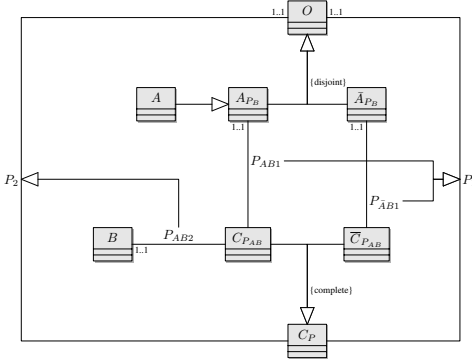 1..1 O 1..1
{disjoint}
A A_{P_B} \bar{A}_{P_B}
1..1 1..1
P_{AB1}
P_2 P
P_{\bar{A}B1}
P_{AB2}
B C_{P_{AB}} \overline{C}_{P_{AB}}
1..1
{complete}
C_P